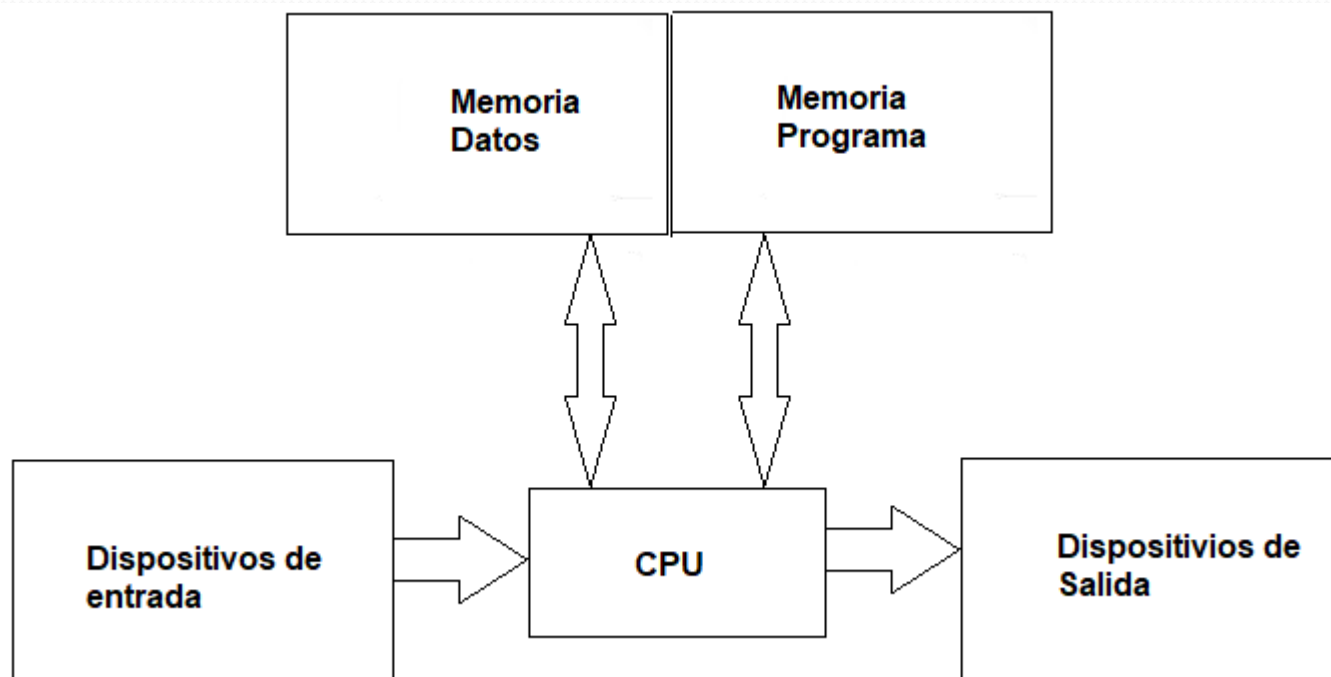 Memoria
Datos
Memoria
Programa
Dispositivos de
entrada
CPU
Dispositivios de
Salida